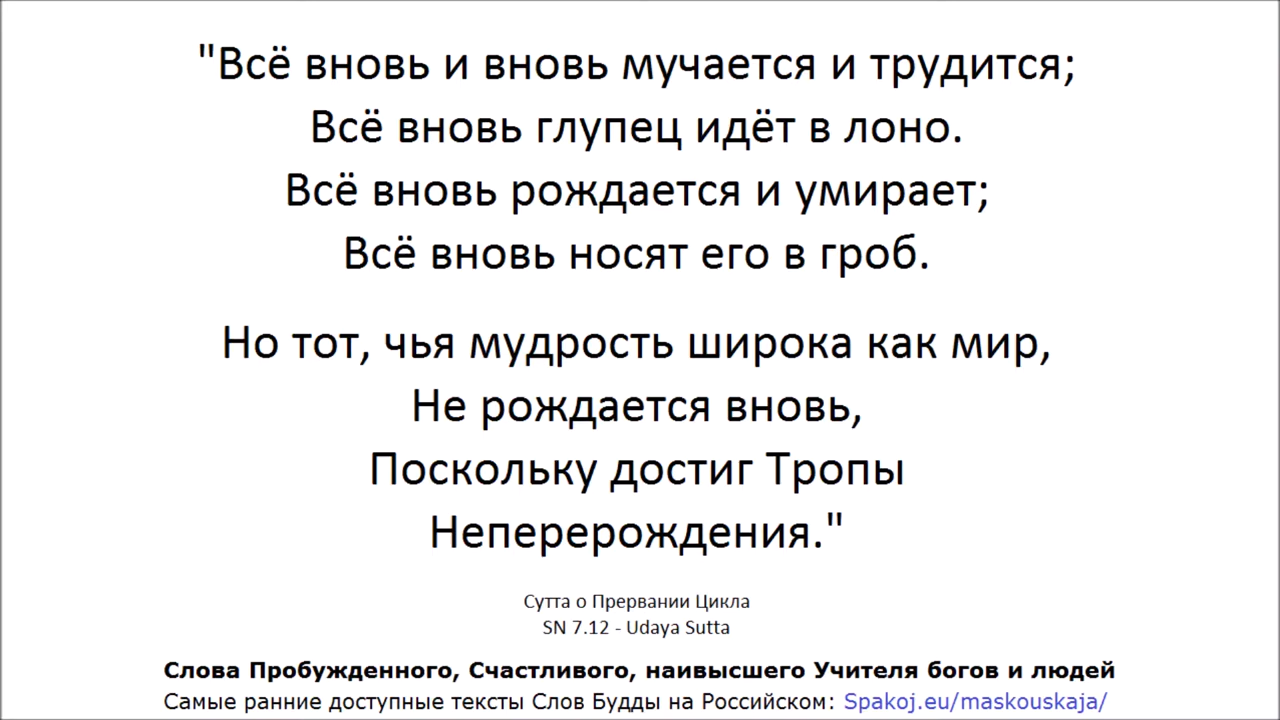 "Всё вновь и вновь мучается и трудится;
Всё вновь глупец идёт в лоно.
Всё вновь рождается и умирает;
Всё вновь носят его в гроб.
Но тот, чья мудрость широка как мир,
Не рождается вновь,
Поскольку достиг Тропы
Неперерождения."
Сутта о Прервании Цикла
SN 7.12 - Udaya Sutta
Слова Пробужденного, Счастливого, наивысшего Учителя богов и людей
Самые ранние доступные тексты Слов Будды на Российском: Spakoj.eu/maskouskaja/